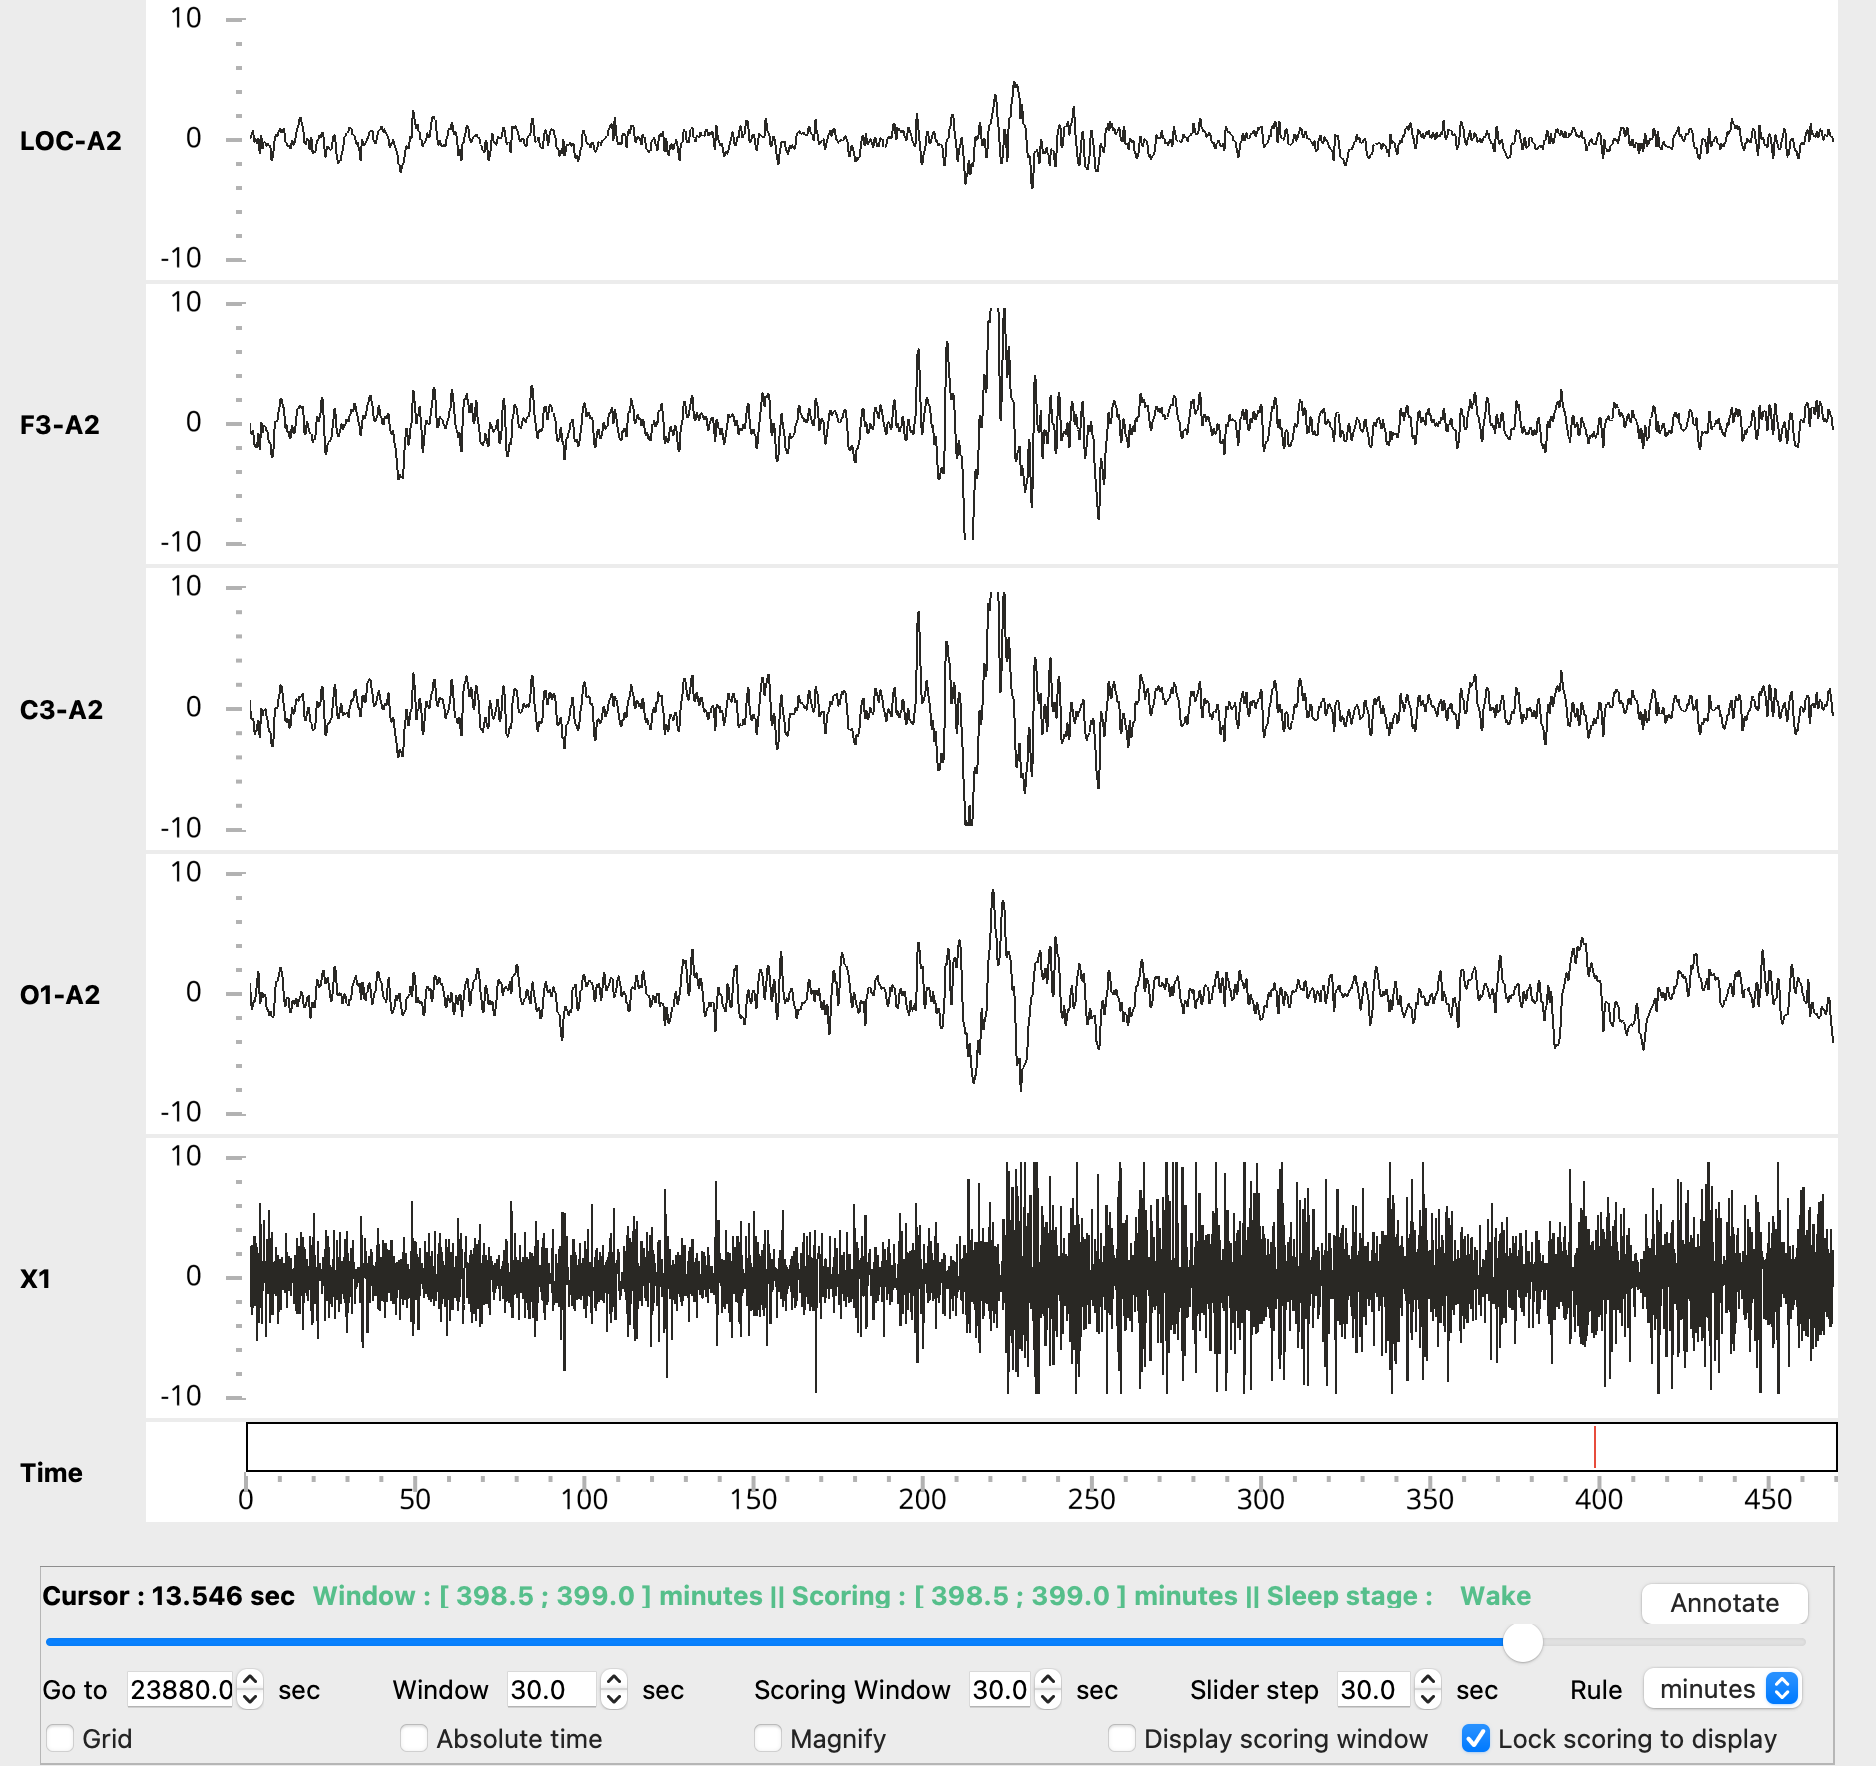 10
LOC-A2 0
-10
10
F3-A2 0
-10
10
C3-A2 0
-10
10
O1-A2 0
-10
10
X1 0
-10
Time
0 50 100 150 200 250 300 350 400 450
Cursor : 13.546 sec Window : [ 398.5 ; 399.0 ] minutes || Scoring : [ 398.5 ; 399.0 ] minutes || Sleep stage : Wake Annotate
Go to 23880.0 sec Window 30.0 sec Scoring Window 30.0 sec Slider step 30.0 sec Rule minutes
Grid Absolute time Magnify Display scoring window Lock scoring to display